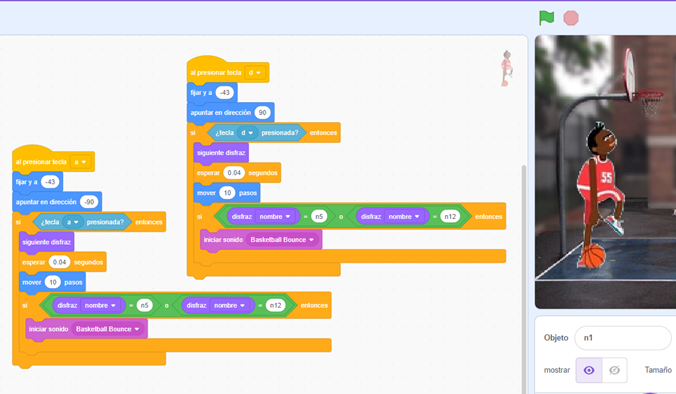 al presionar tecla d
fijar y a -43
apuntar en dirección 90
si ¿tecla d presionada? entonces
siguiente disfraz
esperar 0.04 segundos
mover 10 pasos
si disfraz nombre = n5 o disfraz nombre = n12 entonces
iniciar sonido Basketball Bounce
al presionar tecla a
fijar y a -43
apuntar en dirección -90
si ¿tecla a presionada? entonces
siguiente disfraz
esperar 0.04 segundos
mover 10 pasos
si disfraz nombre = n5 o disfraz nombre = n12 entonces
iniciar sonido Basketball Bounce
55
Objeto n1
mostrar Tamaño